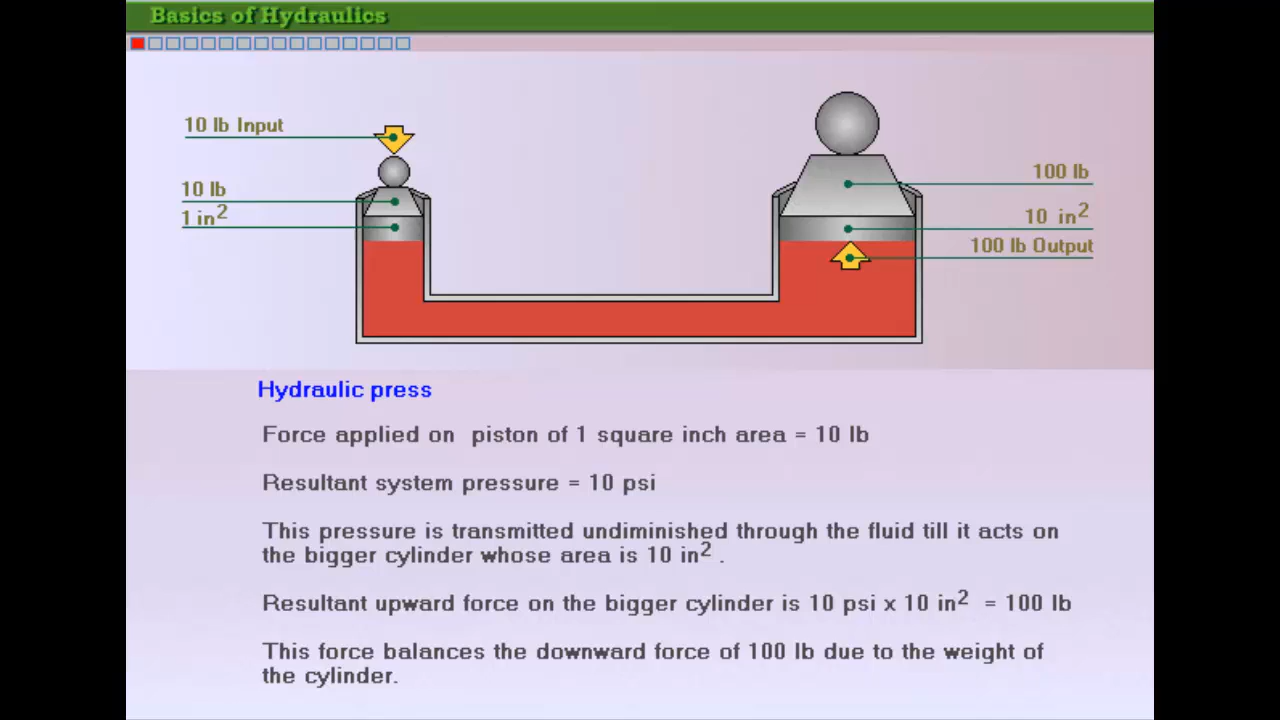 Basics of Hydraulics
10 lb Input
10 lb
1 in2
100 lb
10 in2
100 lb Output
Hydraulic press
Force applied on piston of 1 square inch area = 10 lb
Resultant system pressure = 10 psi
This pressure is transmitted undiminished through the fluid till it acts on
the bigger cylinder whose area is 10 in2 .
Resultant upward force on the bigger cylinder is 10 psi x 10 in2 = 100 lb
This force balances the downward force of 100 lb due to the weight of
the cylinder.